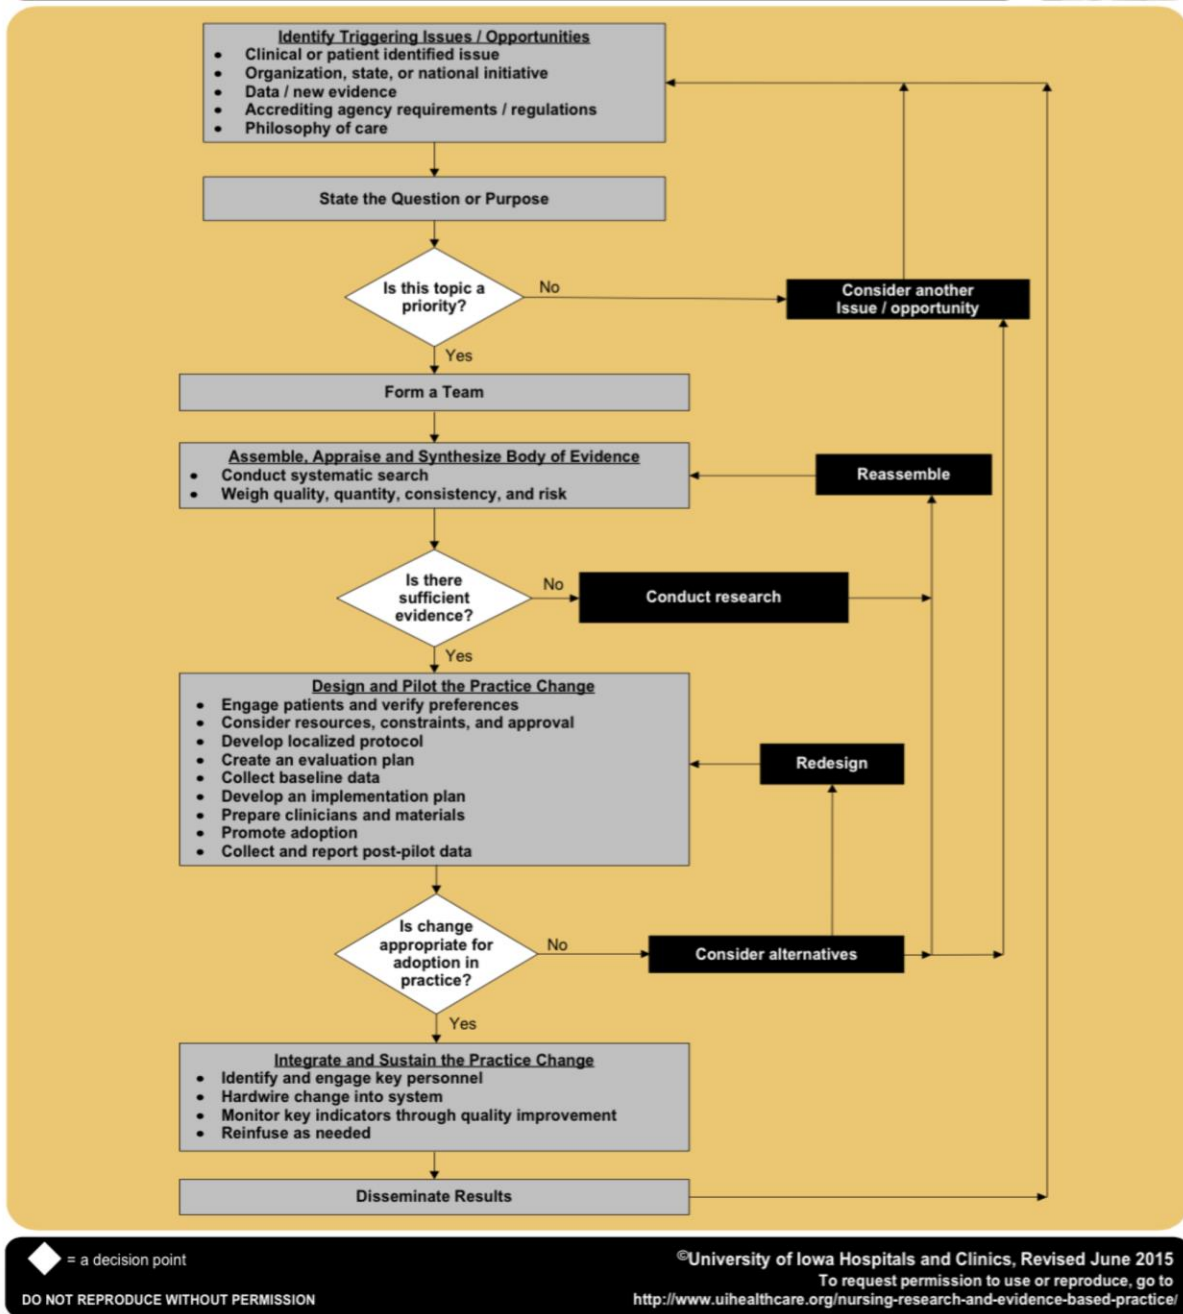 Identify Triggering Issues / Opportunities
• Clinical or patient identified issue
• Organization, state, or national initiative
• Data / new evidence
• Accrediting agency requirements / regulations
• Philosophy of care
State the Question or Purpose
Is this topic a
priority?
No
Consider another
Issue / opportunity
Yes
Form a Team
Assemble, Appraise and Synthesize Body of Evidence
• Conduct systematic search
• Weigh quality, quantity, consistency, and risk
Reassemble
Is there
sufficient
evidence?
No
Conduct research
Yes
Design and Pilot the Practice Change
• Engage patients and verify preferences
• Consider resources, constraints, and approval
• Develop localized protocol
• Create an evaluation plan
• Collect baseline data
• Develop an implementation plan
• Prepare clinicians and materials
• Promote adoption
• Collect and report post-pilot data
Redesign
Is change
appropriate for
adoption in
practice?
No
Consider alternatives
Yes
Integrate and Sustain the Practice Change
• Identify and engage key personnel
• Hardwire change into system
• Monitor key indicators through quality improvement
• Reinfuse as needed
Disseminate Results
= a decision point
©University of Iowa Hospitals and Clinics, Revised June 2015
To request permission to use or reproduce, go to
DO NOT REPRODUCE WITHOUT PERMISSION
http://www.uihealthcare.org/nursing-research-and-evidence-based-practice/